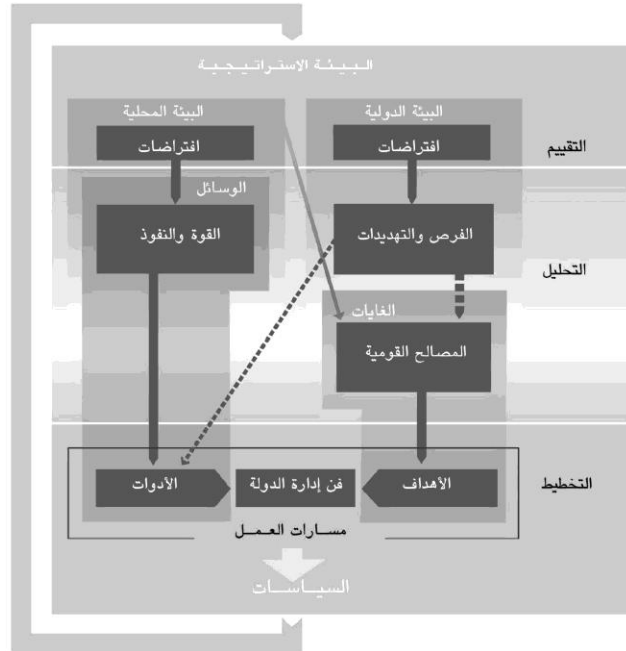 البيئة الاستراتيجية
البيئة الدولية
البيئة المحلية
افتراضات
افتراضات
التقييم
الوسائل
الفرص والتهديدات
القوة والنفوذ
التحليل
الغايات
المصالح القومية
الأهداف
فن إدارة الدولة
الأدوات
التخطيط
مسارات العمل
السياسات